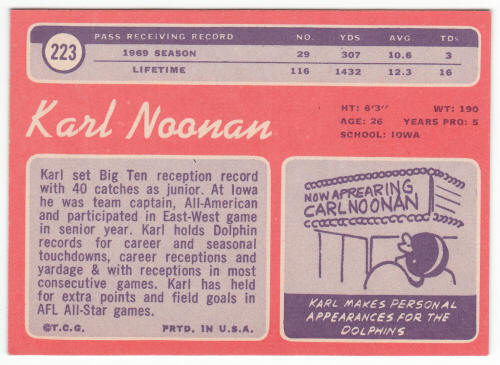 223
PASS RECEIVING RECORD NO. YDS. AVG. TDS
1969 SEASON 29 307 10.6 3
LIFETIME 116 1432 12.3 16
Karl Noonan
HT: 6'3" WT: 190
AGE: 26 YEARS PRO: 5
SCHOOL: IOWA
Karl set Big Ten reception record
with 40 catches as junior. At Iowa
he was team captain, All-American
and participated in East-West game
in senior year. Karl holds Dolphin
records for career and seasonal
touchdowns, career receptions and
yardage & with receptions in most
consecutive games. Karl has held
for extra points and field goals in
AFL All-Star games.
©T.C.G. PRTD. IN U.S.A.
NOW APREARING
CARL NOONAN
KARL MAKES PERSONAL
APPEARANCES FOR THE
DOLPHINS